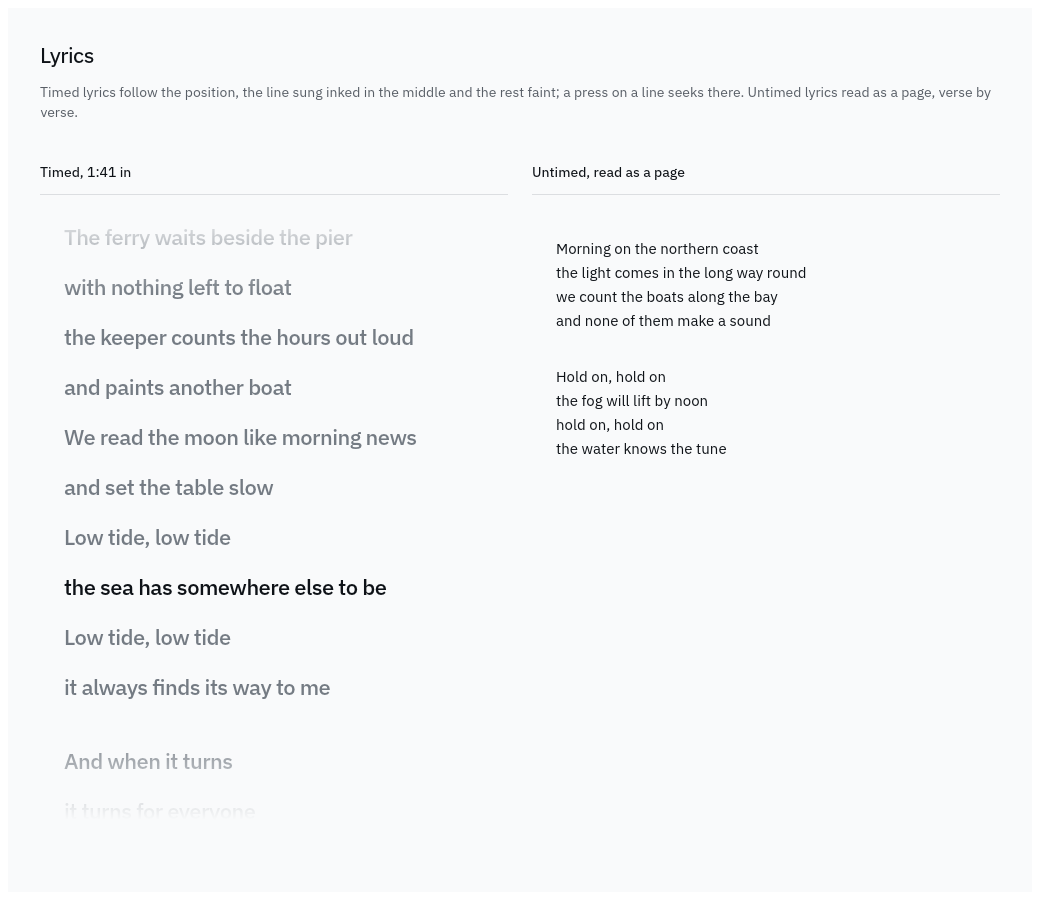 Lyrics
Timed lyrics follow the position, the line sung inked in the middle and the rest faint; a press on a line seeks there. Untimed lyrics read as a page, verse by
verse.
Timed, 1:41 in
The ferry waits beside the pier
with nothing left to float
the keeper counts the hours out loud
and paints another boat
We read the moon like morning news
and set the table slow
Low tide, low tide
the sea has somewhere else to be
Low tide, low tide
it always finds its way to me
And when it turns
it turns for everyone
Untimed, read as a page
Morning on the northern coast
the light comes in the long way round
we count the boats along the bay
and none of them make a sound
Hold on, hold on
the fog will lift by noon
hold on, hold on
the water knows the tune